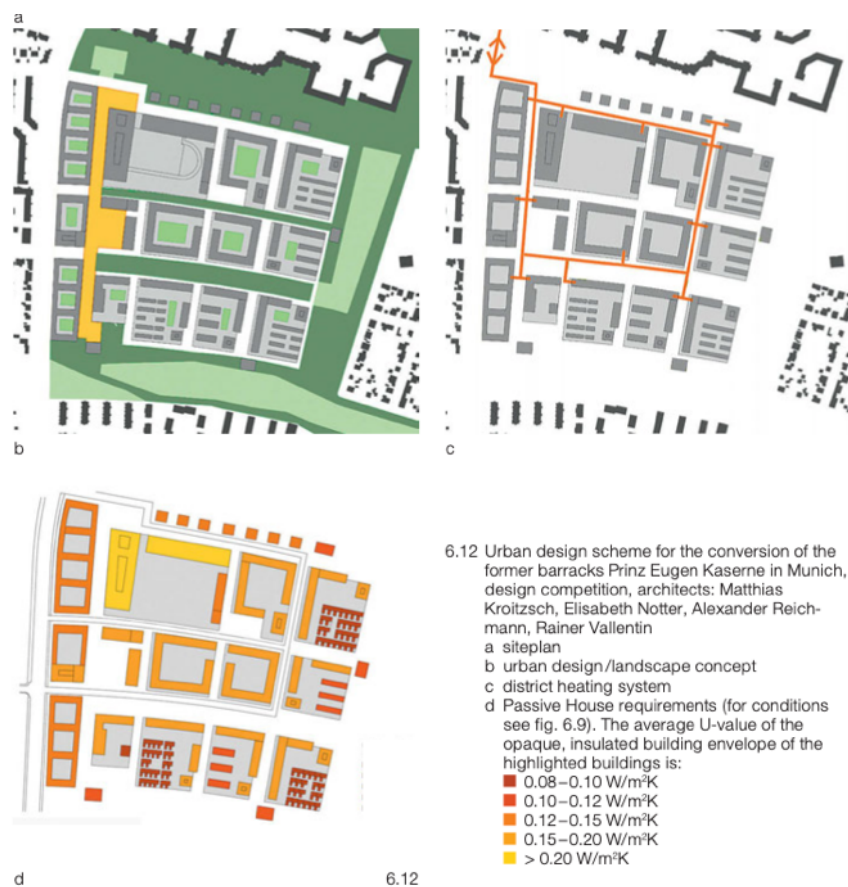 a
b
c
6.12 Urban design scheme for the conversion of the
former barracks Prinz Eugen Kaserne in Munich,
design competition, architects: Matthias
Kroitzsch, Elisabeth Notter, Alexander Reich-
mann, Rainer Vallentin
a siteplan
b urban design/landscape concept
c district heating system
d Passive House requirements (for conditions
see fig. 6.9). The average U-value of the
opaque, insulated building envelope of the
highlighted buildings is:
0.08–0.10 W/m²K
0.10–0.12 W/m²K
0.12–0.15 W/m²K
0.15–0.20 W/m²K
> 0.20 W/m²K
d
6.12